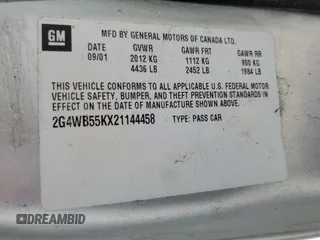 GM
MFD BY GENERAL MOTORS OF CANADA LTD.
DATE GVWR GAWR FRT GAWR RR
09/01 2012 KG 1112 KG 900 KG
4436 LB 2452 LB 1984 LB
THIS VEHICLE CONFORMS TO ALL APPLICABLE U.S. FEDERAL MOTOR
VEHICLE SAFETY, BUMPER, AND THEFT PREVENTION STANDARDS IN
EFFECT ON THE DATE OF MANUFACTURE SHOWN ABOVE.
2G4WB55KX21144458 TYPE: PASS CAR
DREAMBID